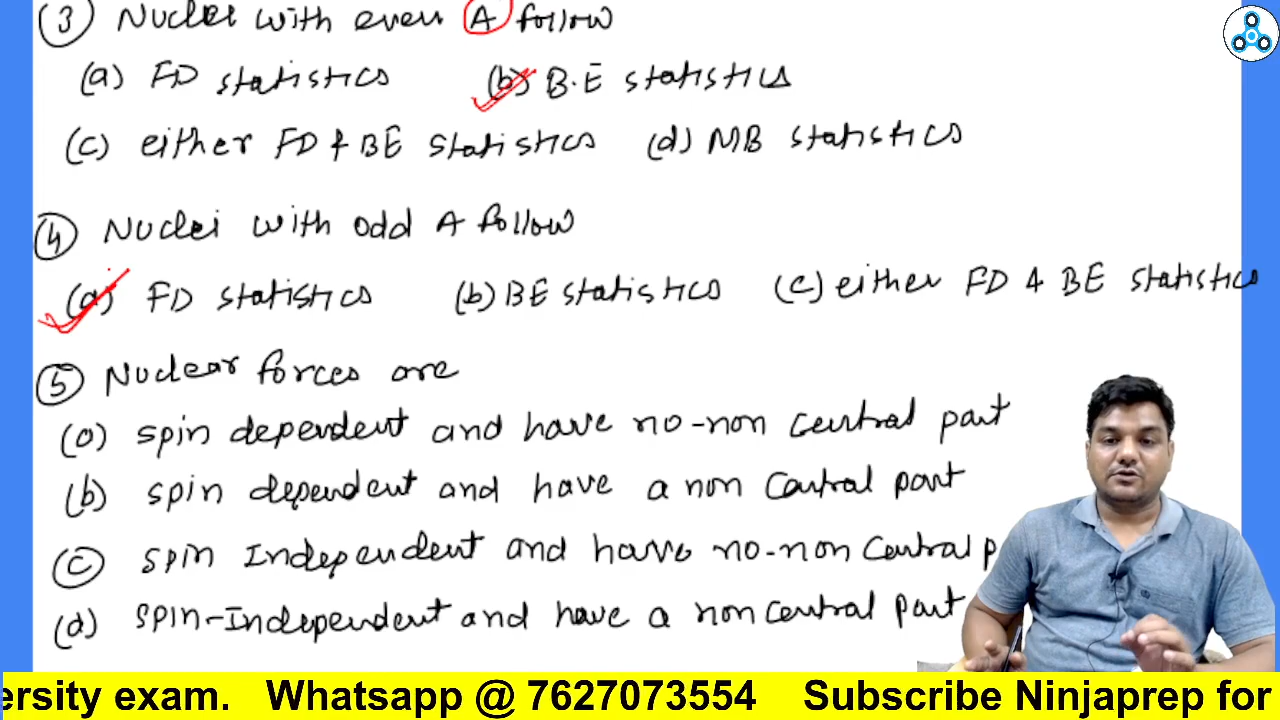 ③ Nuclei with even A follow
(a) FD statistics (b) B.E statistics
(c) either FD & BE statistics (d) MB statistics
④ Nuclei with odd A follow
(a) FD statistics (b) BE statistics (c) either FD & BE statistics
⑤ Nuclear forces are
(a) spin dependent and have no-non central part
(b) spin dependent and have a non central part
(c) spin Independent and have no-non central p
(d) spin-Independent and have a non central part
ersity exam. Whatsapp @ 7627073554 Subscribe Ninjaprep for